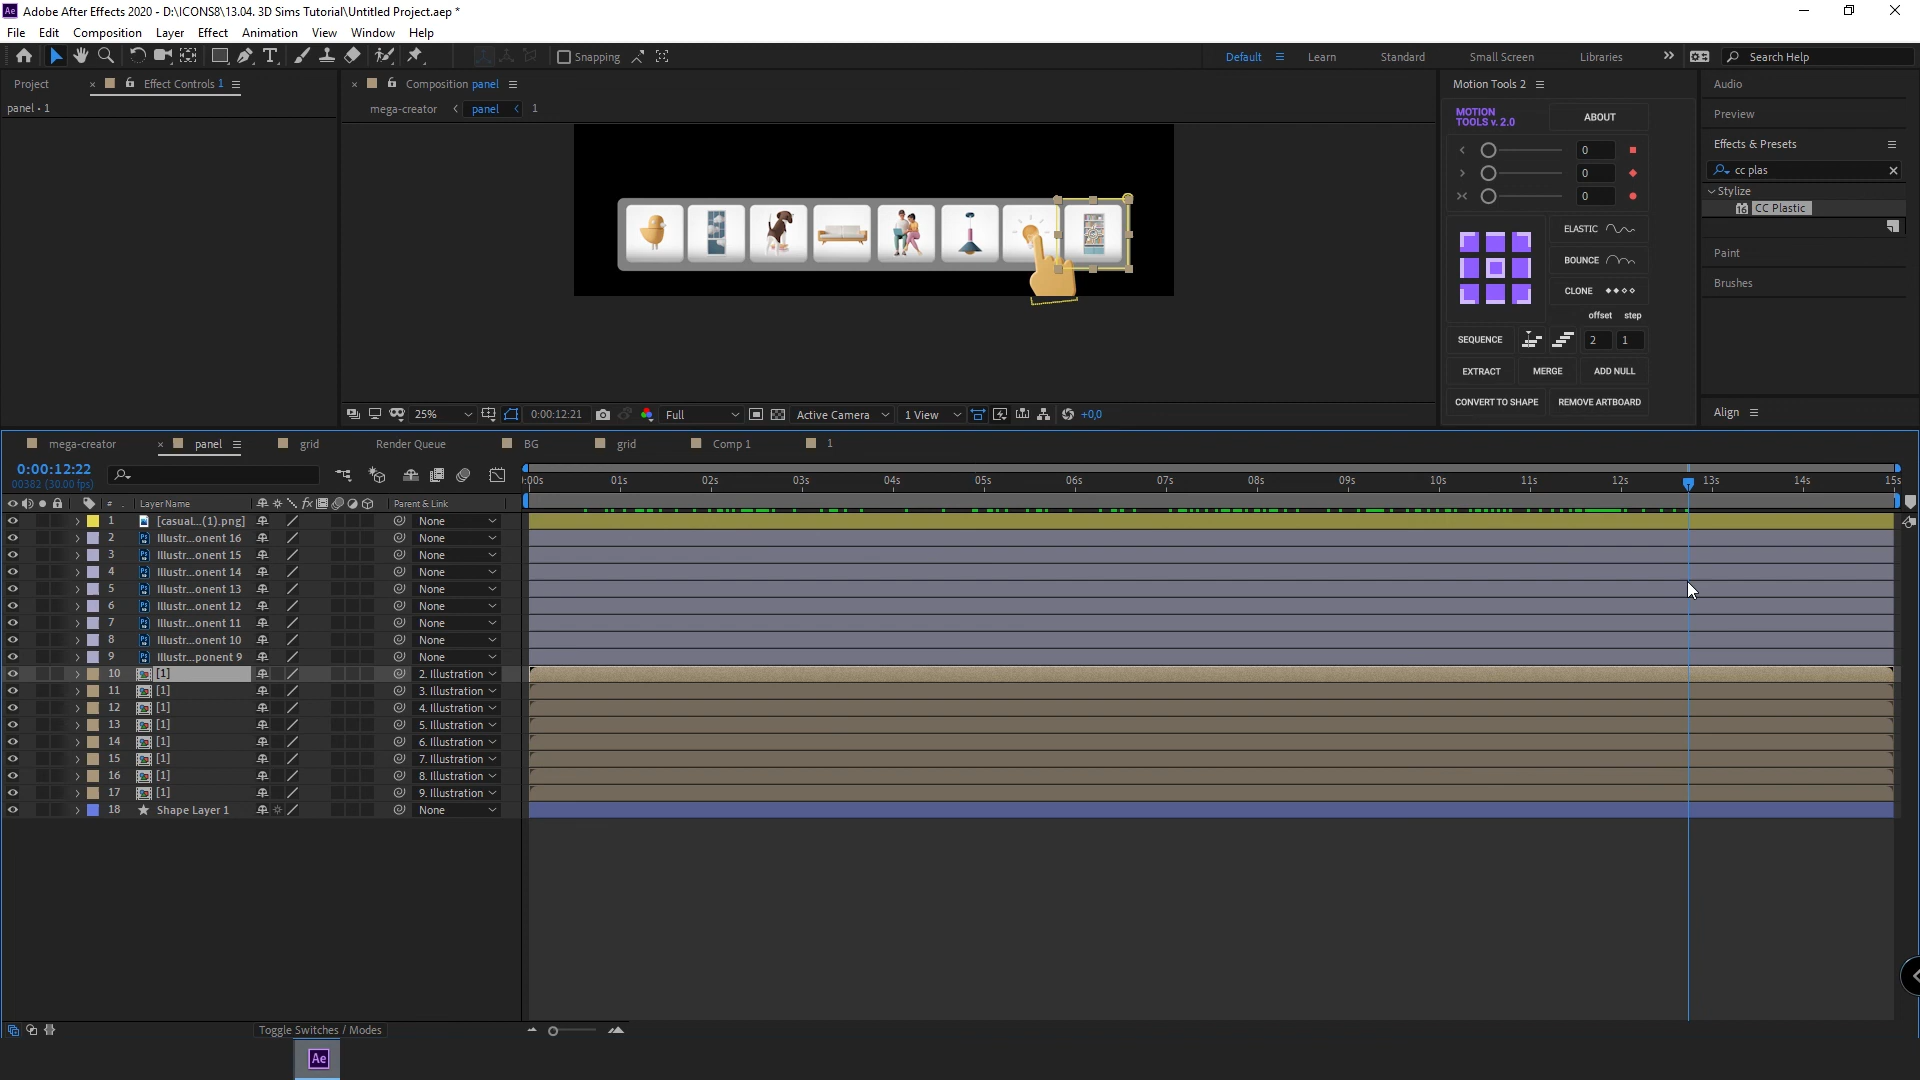 Adobe After Effects 2020 - D:\ICONS8\13.04. 3D Sims Tutorial\Untitled Project.aep *
File Edit Composition Layer Effect Animation View Window Help
Snapping
Default Learn Standard Small Screen Libraries Search Help
Project Effect Controls 1
panel • 1
Composition panel
mega-creator panel 1
Motion Tools 2
MOTION
TOOLS v. 2.0
ABOUT
0
0
0
ELASTIC
BOUNCE
CLONE
offset step
SEQUENCE 2 1
EXTRACT MERGE ADD NULL
CONVERT TO SHAPE REMOVE ARTBOARD
Audio
Preview
Effects & Presets
cc plas
Stylize
CC Plastic
Paint
Brushes
Align
25% 0:00:12:21 Full Active Camera 1 View +0,0
mega-creator panel grid Render Queue BG grid Comp 1 1
0:00:12:22
00382 (30.00 fps)
:00s 01s 02s 03s 04s 05s 06s 07s 08s 09s 10s 11s 12s 13s 14s 15s
# Layer Name fx Parent & Link
1 [casual...(1).png] None
2 Illustr...onent 16 None
3 Illustr...onent 15 None
4 Illustr...onent 14 None
5 Illustr...onent 13 None
6 Illustr...onent 12 None
7 Illustr...onent 11 None
8 Illustr...onent 10 None
9 Illustr...ponent 9 None
10 [1] 2. Illustration
11 [1] 3. Illustration
12 [1] 4. Illustration
13 [1] 5. Illustration
14 [1] 6. Illustration
15 [1] 7. Illustration
16 [1] 8. Illustration
17 [1] 9. Illustration
18 Shape Layer 1 None
Toggle Switches / Modes
Ae